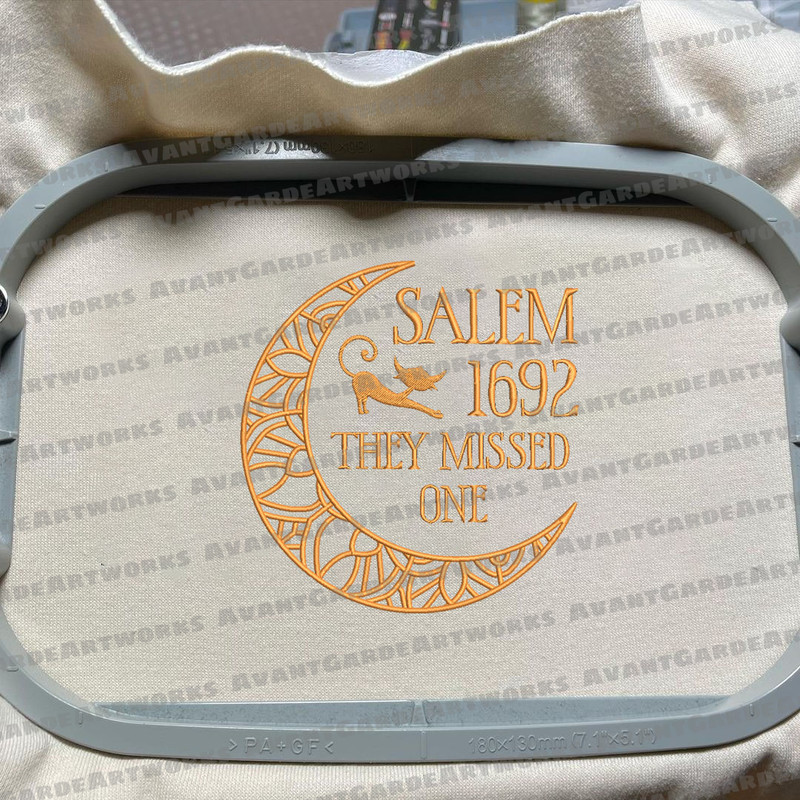 SALEM
1692
THEY MISSED
ONE
>PA+GF<
180x130mm (7.1"x5.1")
AvantGardeArtworks